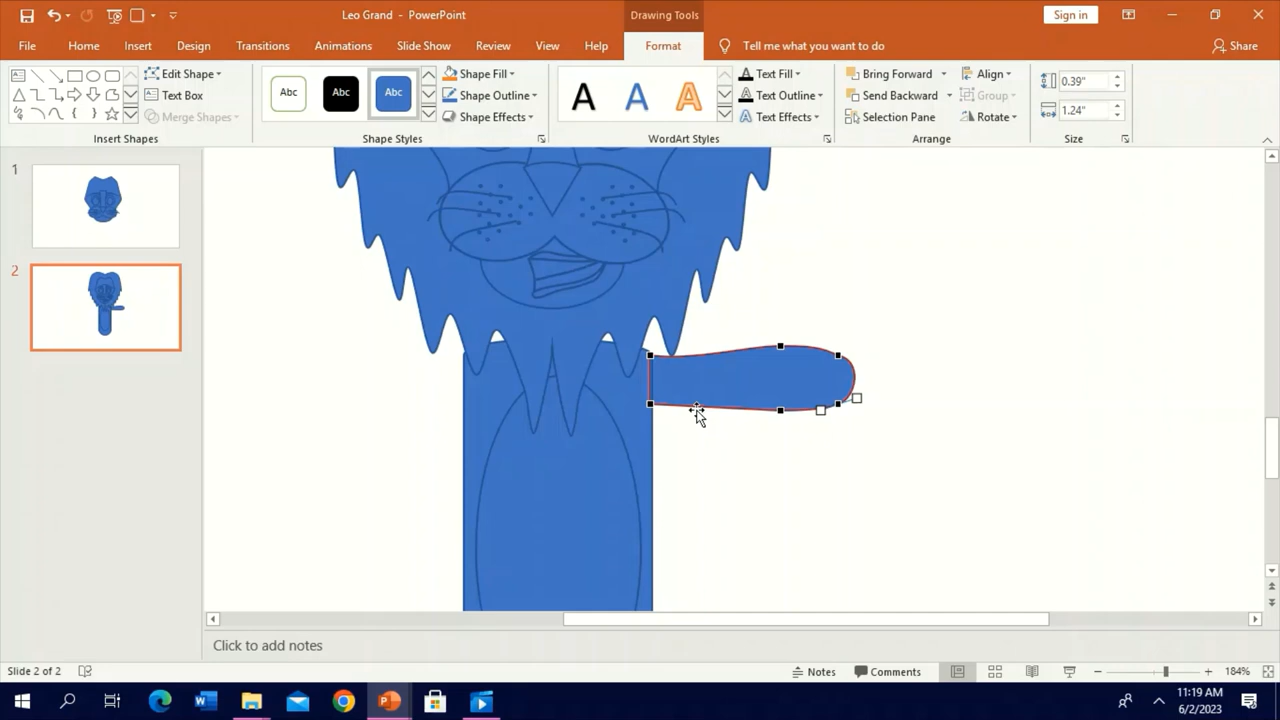 Leo Grand - PowerPoint
Drawing Tools
Sign in
File Home Insert Design Transitions Animations Slide Show Review View Help Format Tell me what you want to do Share
Edit Shape
Text Box
Merge Shapes
Insert Shapes
Abc Abc Abc
Shape Fill
Shape Outline
Shape Effects
Shape Styles
A A A
Text Fill
Text Outline
Text Effects
WordArt Styles
Bring Forward
Send Backward
Selection Pane
Align
Group
Rotate
Arrange
0.39"
1.24"
Size
1
2
Click to add notes
Slide 2 of 2
Notes Comments 184%
11:19 AM
6/2/2023